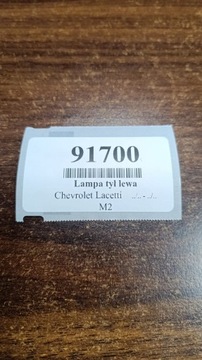 91700
Lampa tył lewa
Chevrolet Lacetti
M2